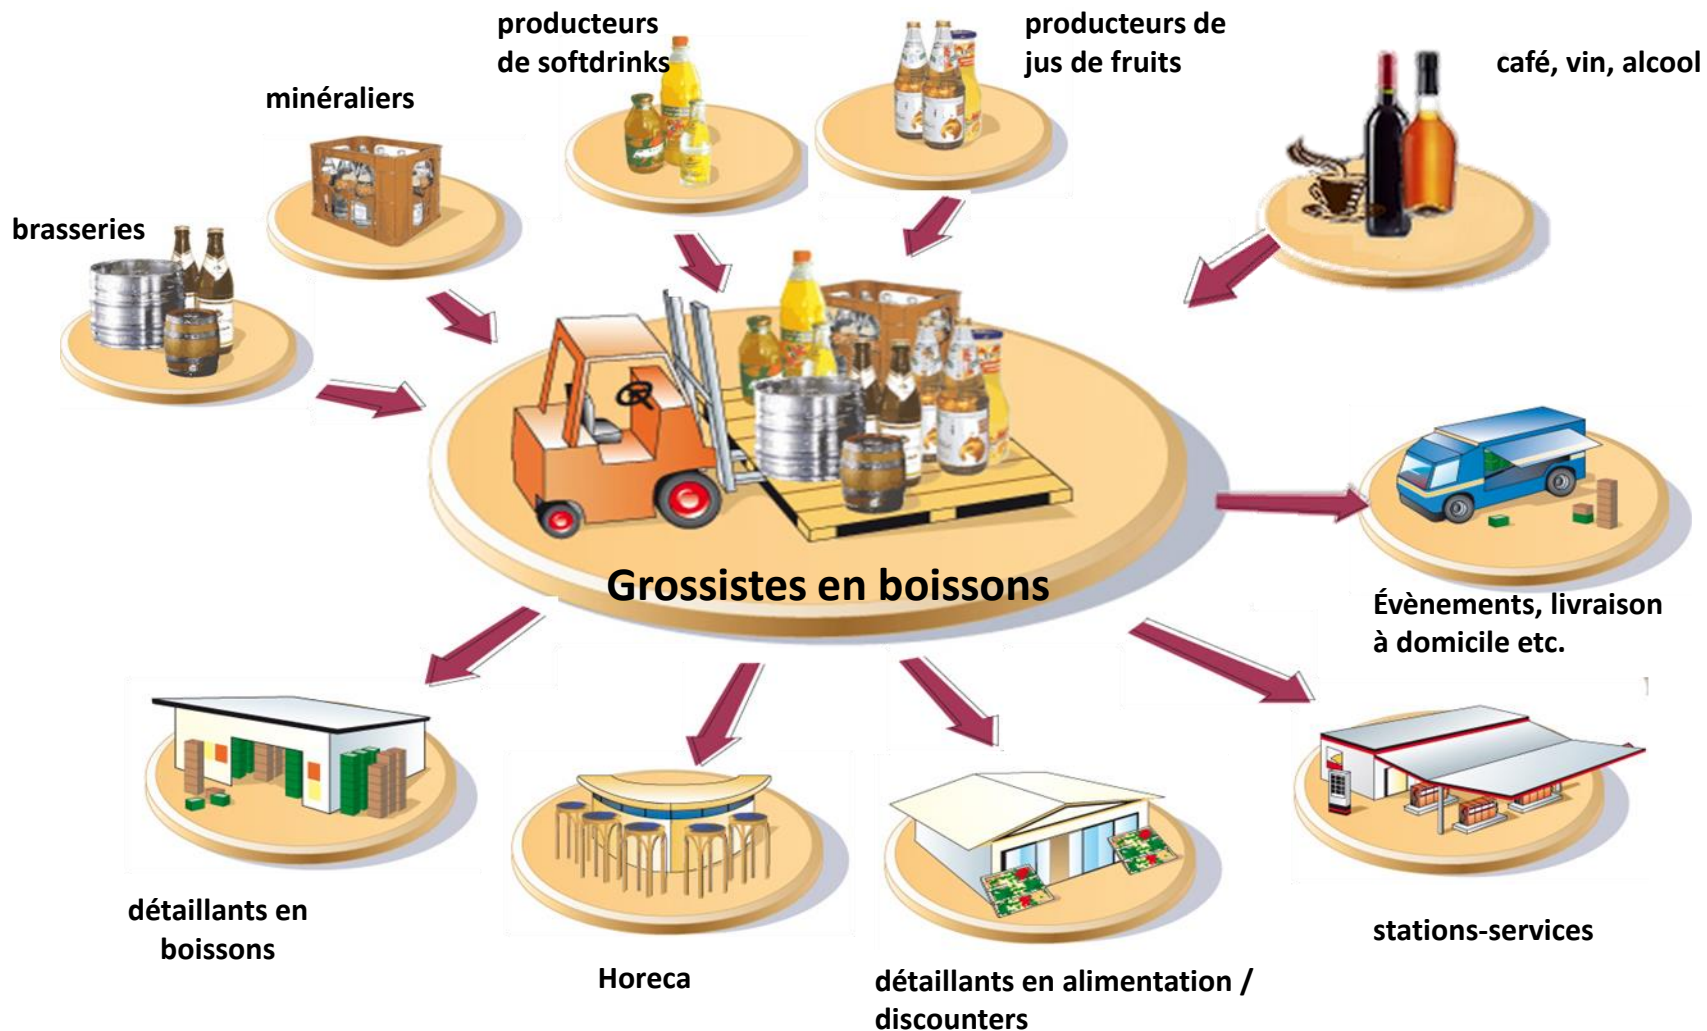 producteurs
de softdrinks
producteurs de
jus de fruits
café, vin, alcool
minéraliers
brasseries
Grossistes en boissons
Évènements, livraison
à domicile etc.
détaillants en
boissons
Horeca
détaillants en alimentation /
discounters
stations-services